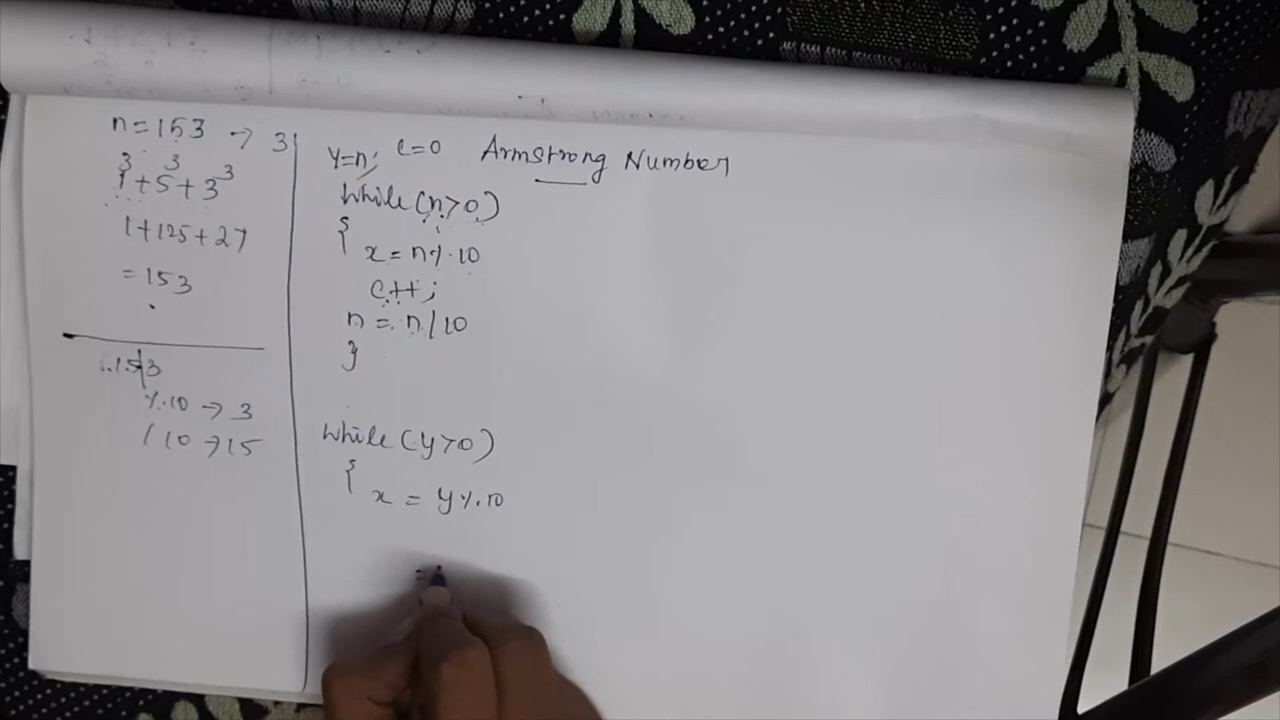 n=153 → 3
1³+5³+3³
1+125+27
=153
153
%10 → 3
/10 → 15
Armstrong Number
y=n; c=0
while(n>0)
{
x=n%10
c++;
n=n/10
}
while(y>0)
{
x=y%10
=